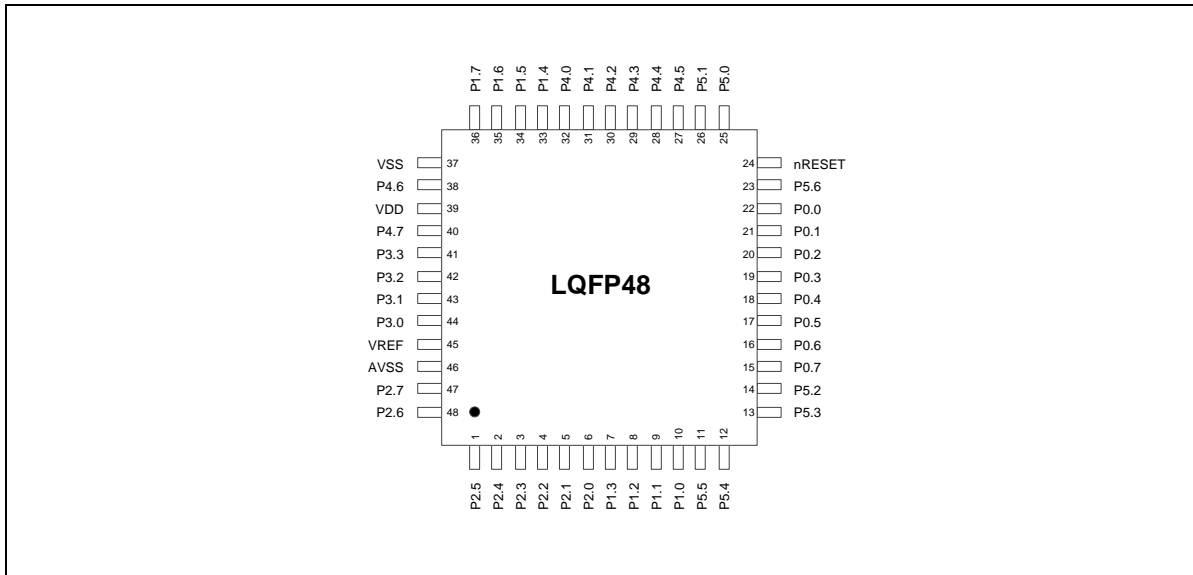 P1.7 P1.6 P1.5 P1.4 P4.0 P4.1 P4.2 P4.3 P4.4 P4.5 P5.1 P5.0
36 35 34 33 32 31 30 29 28 27 26 25
VSS 37 24 nRESET
P4.6 38 23 P5.6
VDD 39 22 P0.0
P4.7 40 21 P0.1
P3.3 41 20 P0.2
P3.2 42 19 P0.3
LQFP48
P3.1 43 18 P0.4
P3.0 44 17 P0.5
VREF 45 16 P0.6
AVSS 46 15 P0.7
P2.7 47 14 P5.2
P2.6 48 13 P5.3
1 2 3 4 5 6 7 8 9 10 11 12
P2.5 P2.4 P2.3 P2.2 P2.1 P2.0 P1.3 P1.2 P1.1 P1.0 P5.5 P5.4